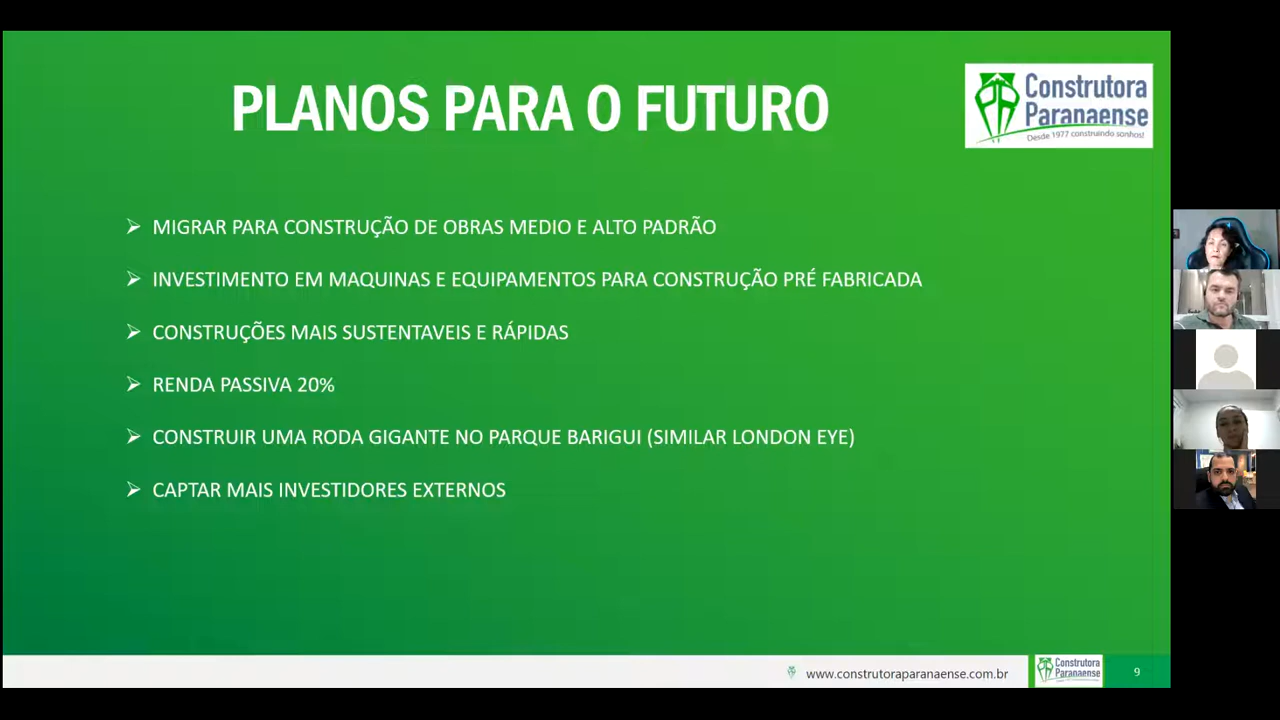 PLANOS PARA O FUTURO
Construtora
Paranaense
Desde 1977 construindo sonhos!
MIGRAR PARA CONSTRUÇÃO DE OBRAS MEDIO E ALTO PADRÃO
INVESTIMENTO EM MAQUINAS E EQUIPAMENTOS PARA CONSTRUÇÃO PRÉ FABRICADA
CONSTRUÇÕES MAIS SUSTENTAVEIS E RÁPIDAS
RENDA PASSIVA 20%
CONSTRUIR UMA RODA GIGANTE NO PARQUE BARIGUI (SIMILAR LONDON EYE)
CAPTAR MAIS INVESTIDORES EXTERNOS
www.construtoraparanaense.com.br
Construtora
Paranaense
9